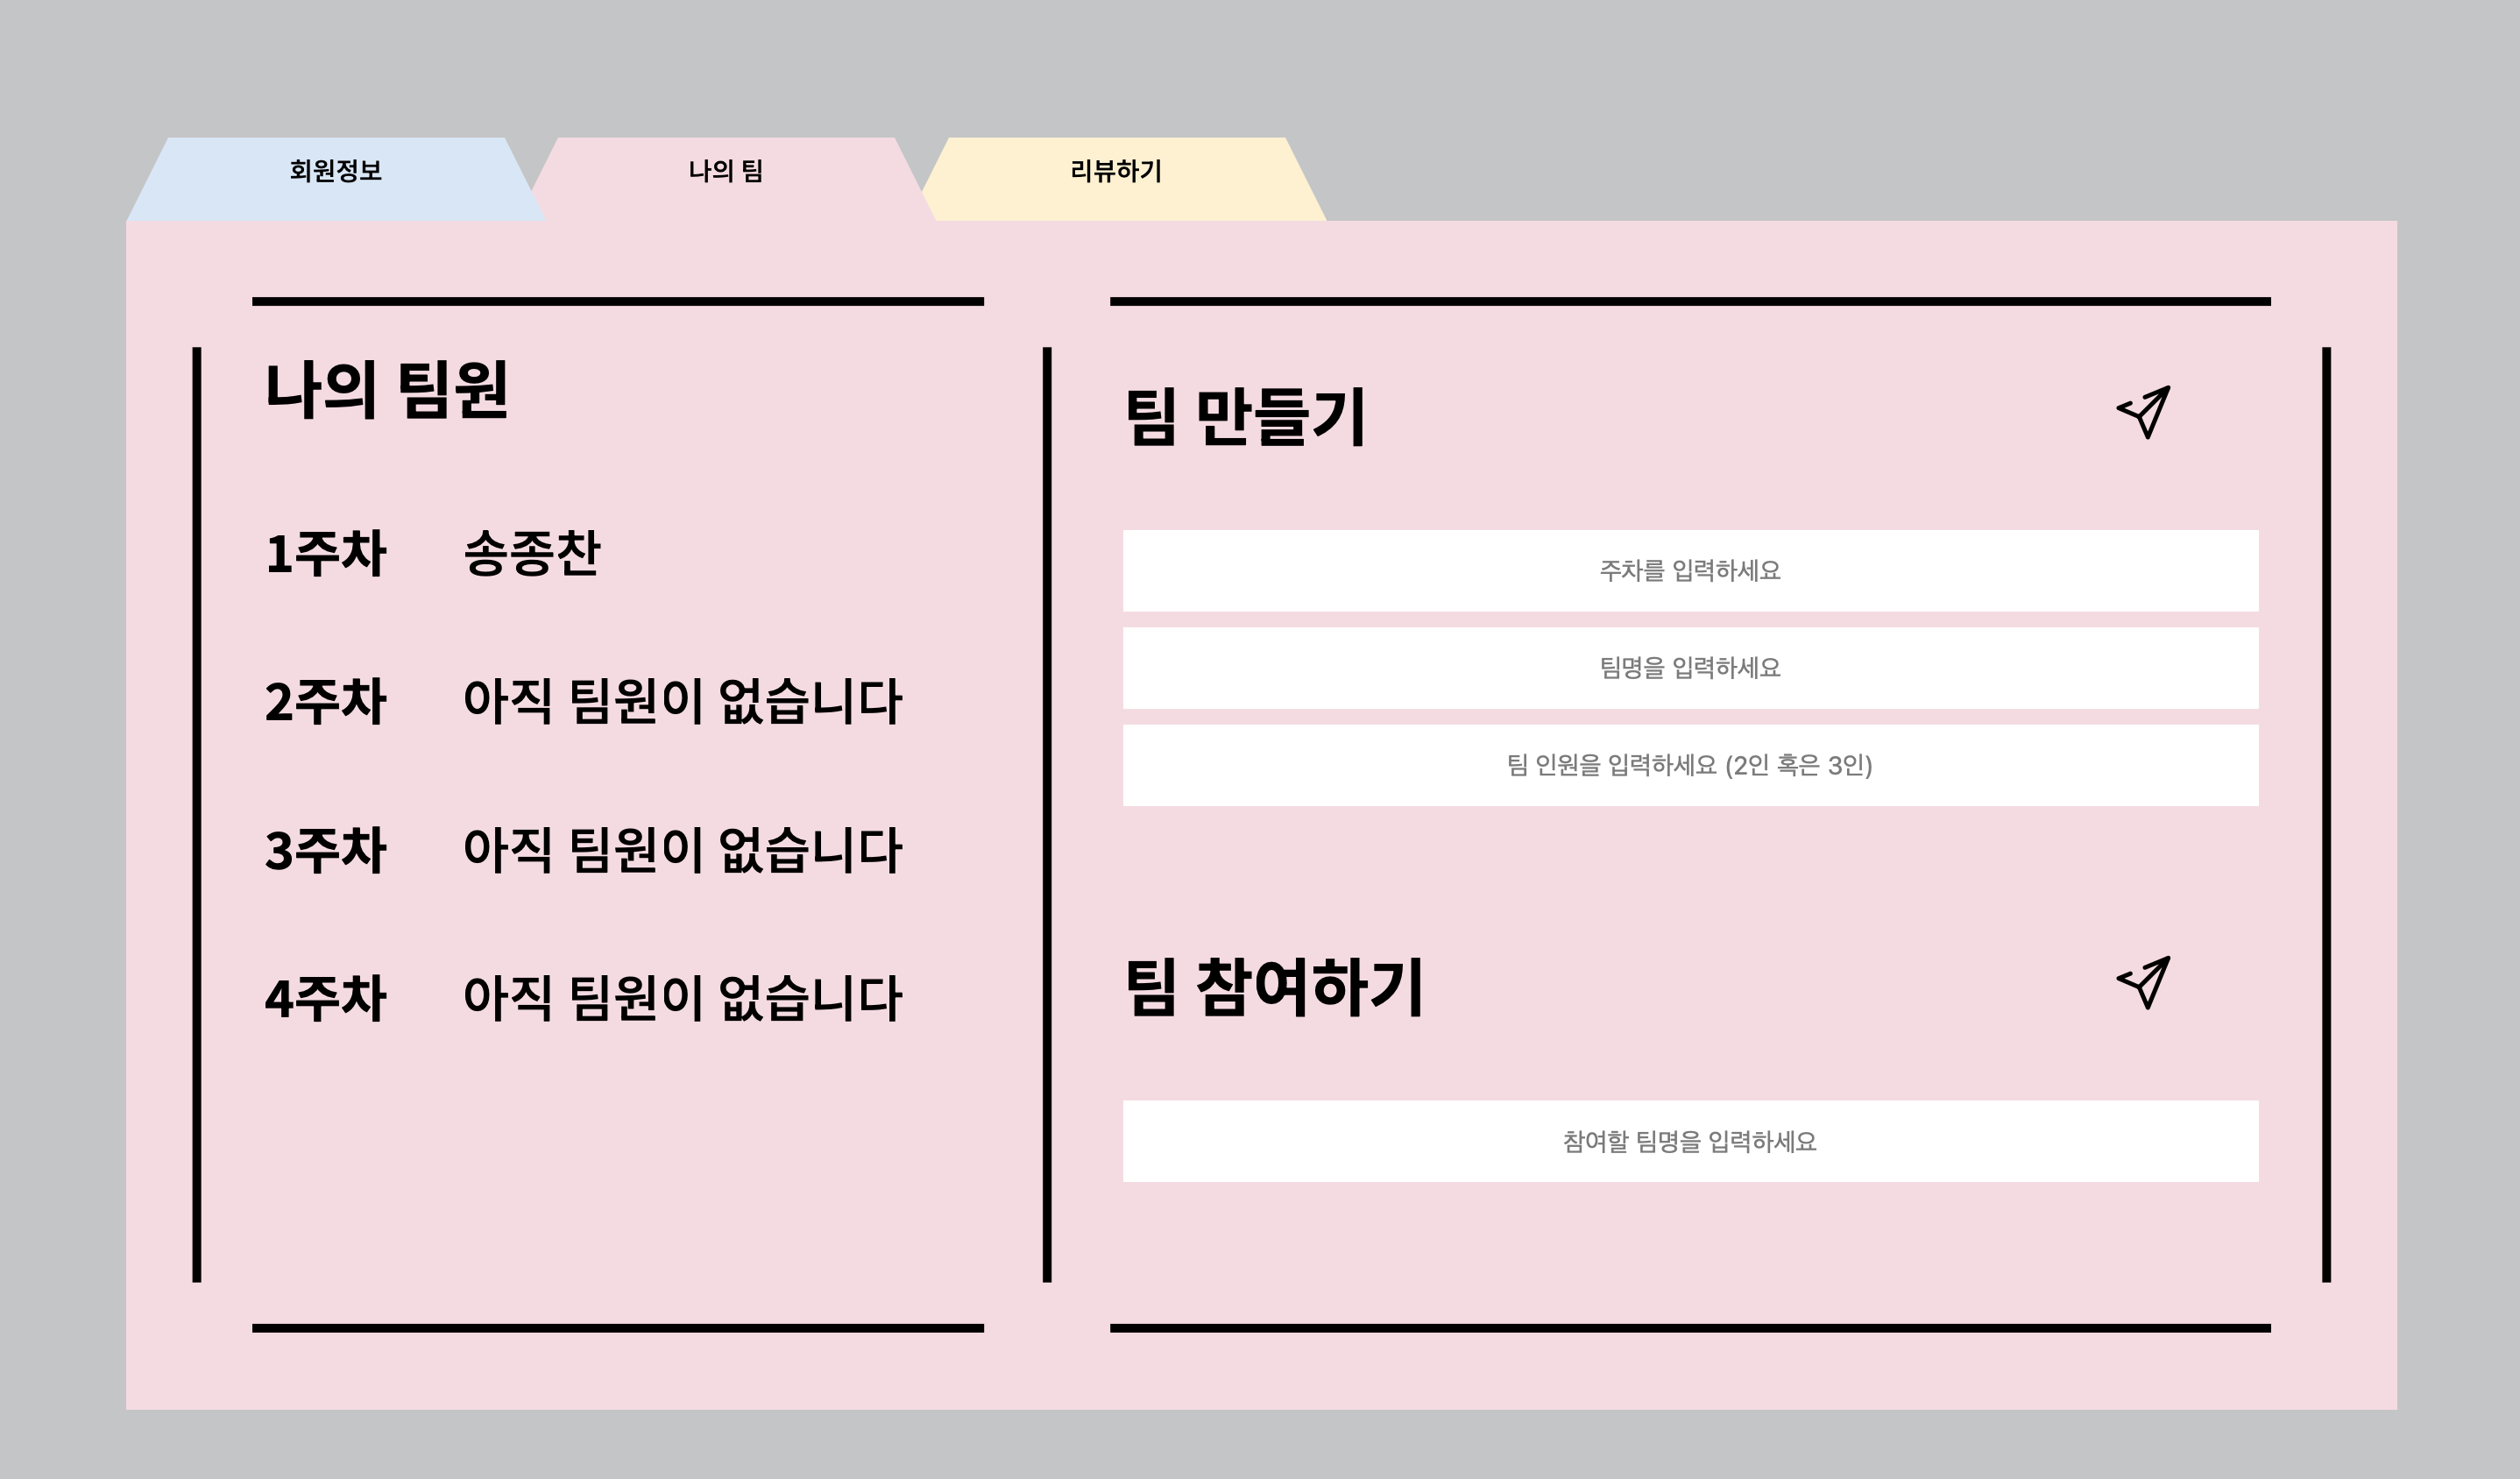 회원정보
나의 팀
리뷰하기
나의 팀원
1주차 송종찬
2주차 아직 팀원이 없습니다
3주차 아직 팀원이 없습니다
4주차 아직 팀원이 없습니다
팀 만들기
주차를 입력하세요
팀명을 입력하세요
팀 인원을 입력하세요 (2인 혹은 3인)
팀 참여하기
참여할 팀명을 입력하세요